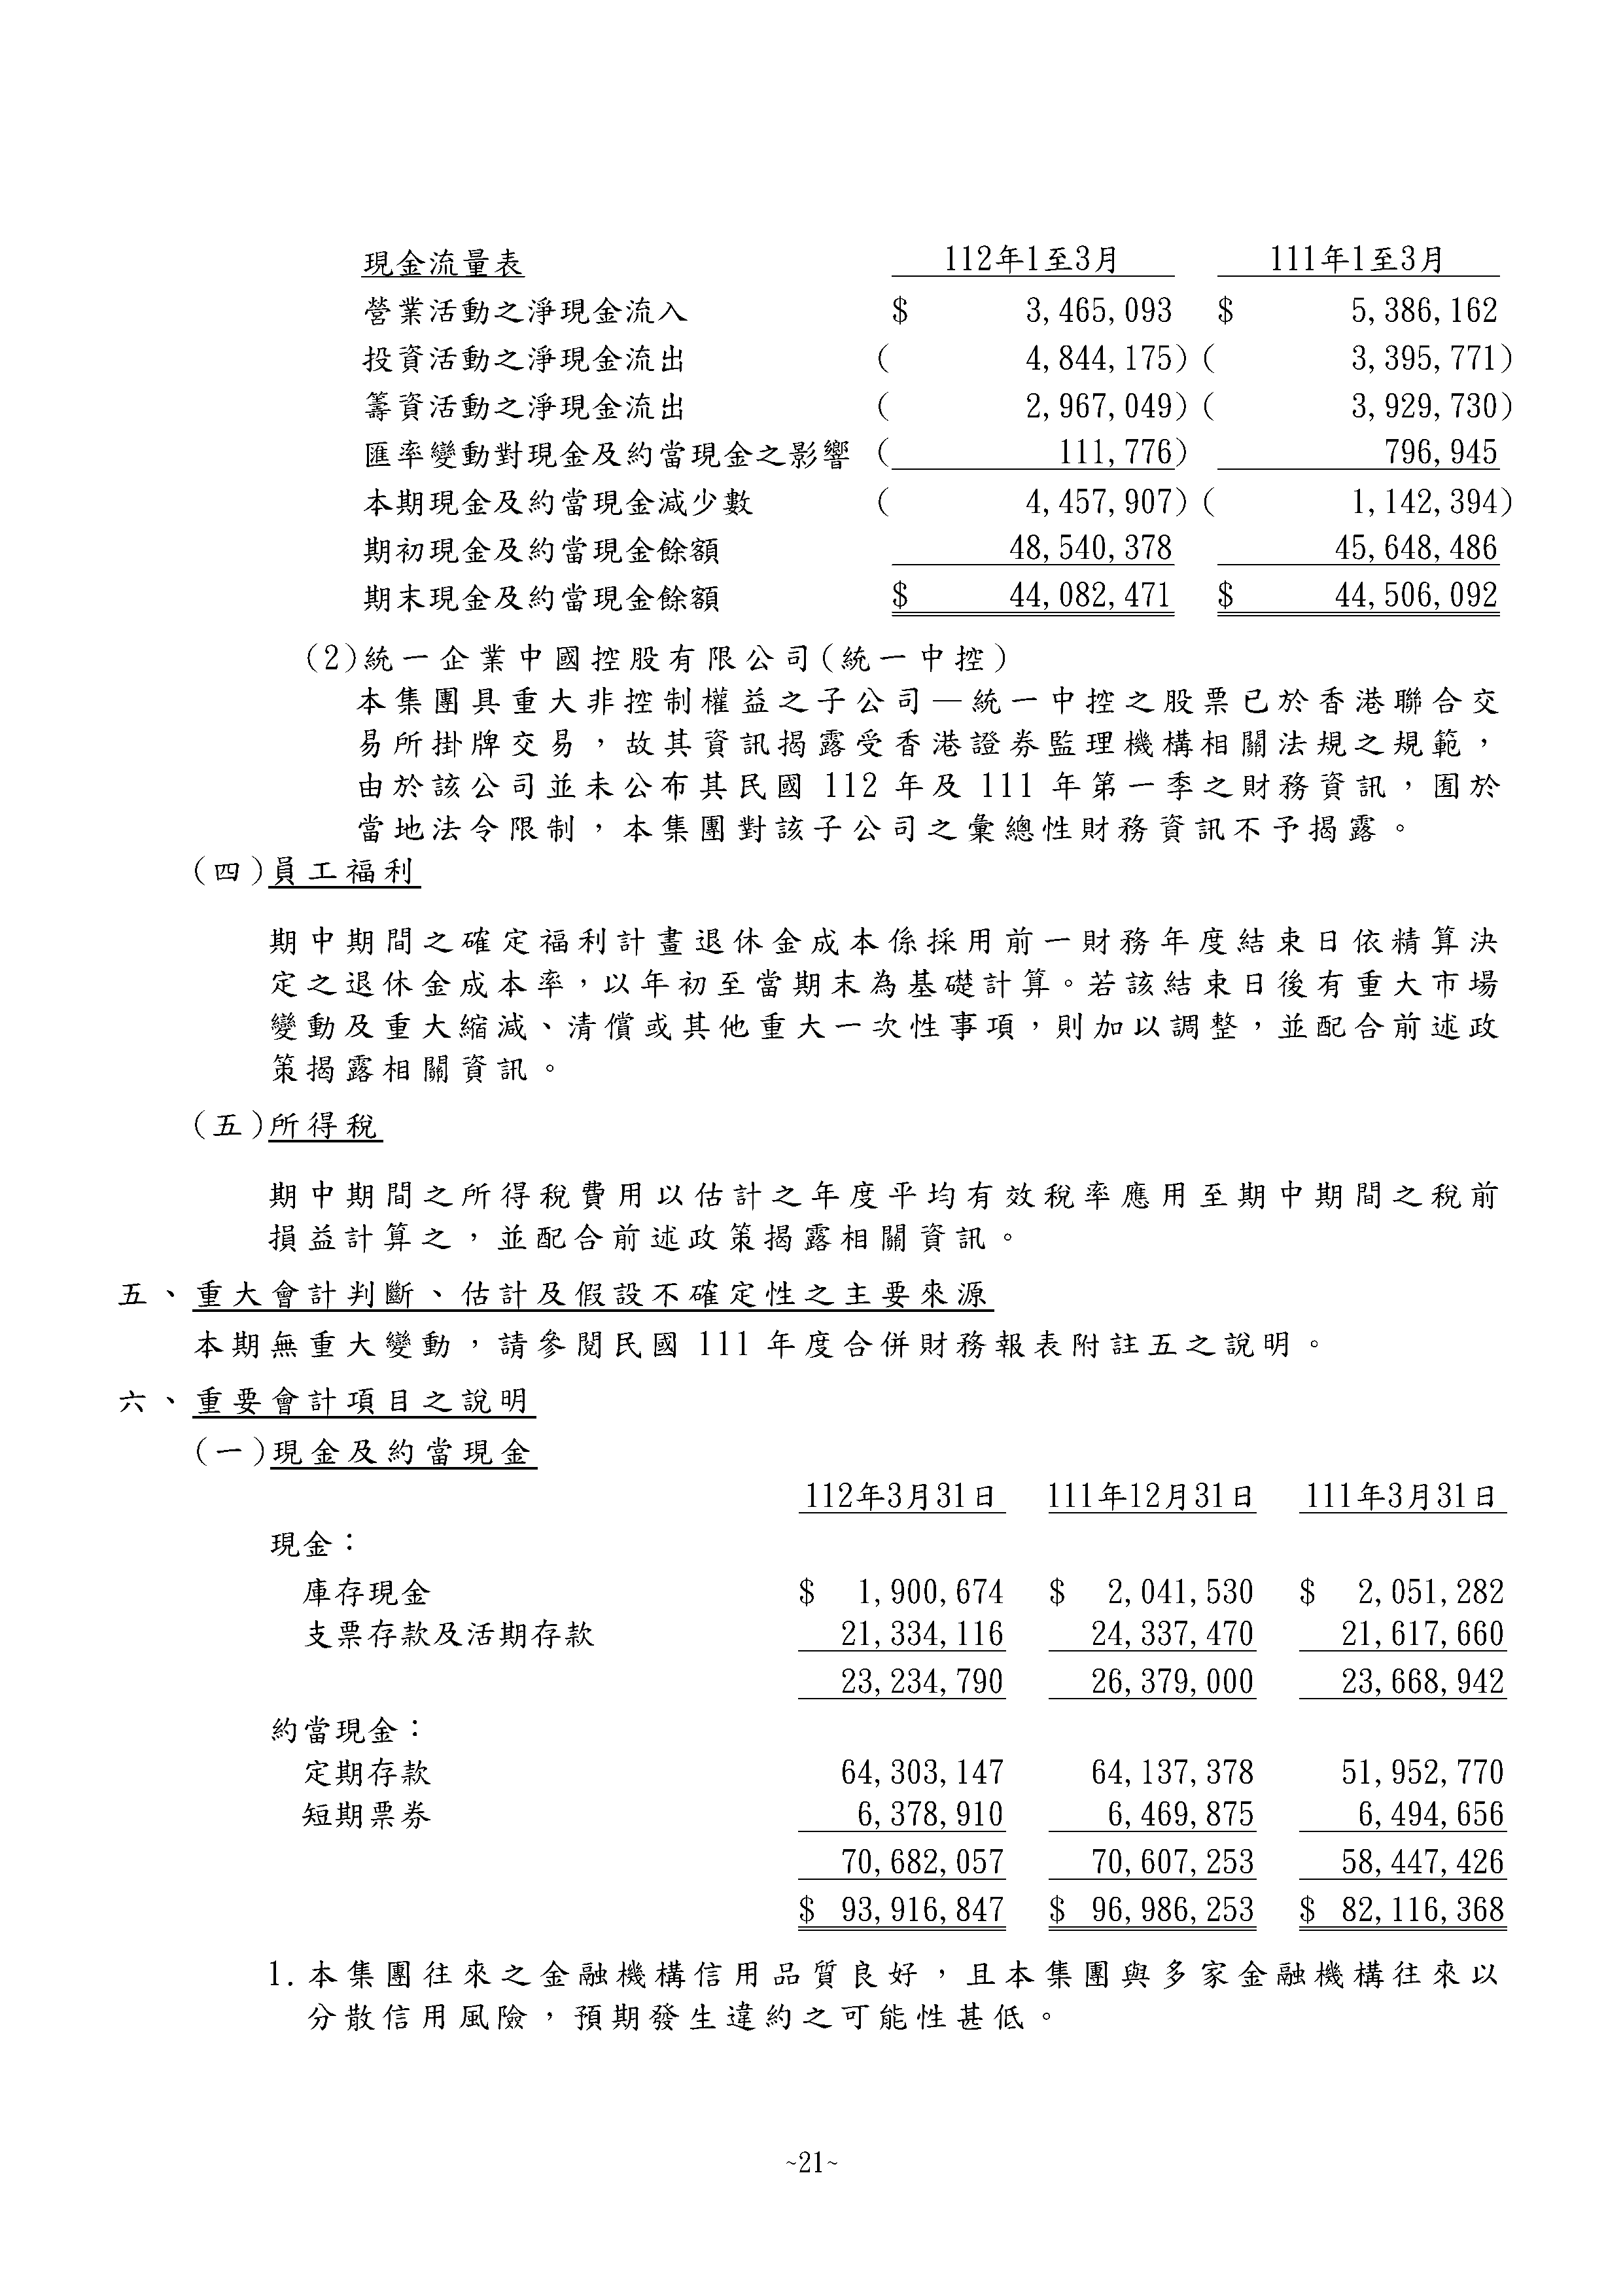 現金流量表 112年1至3月 111年1至3月
營業活動之淨現金流入 $ 3,465,093 $ 5,386,162
投資活動之淨現金流出 ( 4,844,175) ( 3,395,771)
籌資活動之淨現金流出 ( 2,967,049) ( 3,929,730)
匯率變動對現金及約當現金之影響 ( 111,776) 796,945
本期現金及約當現金減少數 ( 4,457,907) ( 1,142,394)
期初現金及約當現金餘額 48,540,378 45,648,486
期末現金及約當現金餘額 $ 44,082,471 $ 44,506,092
(2)統一企業中國控股有限公司(統一中控)
本集團具重大非控制權益之子公司—統一中控之股票已於香港聯合交
易所掛牌交易，故其資訊揭露受香港證券監理機構相關法規之規範，
由於該公司並未公布其民國 112 年及 111 年第一季之財務資訊，囿於
當地法令限制，本集團對該子公司之彙總性財務資訊不予揭露。
(四)員工福利
期中期間之確定福利計畫退休金成本係採用前一財務年度結束日依精算決
定之退休金成本率，以年初至當期末為基礎計算。若該結束日後有重大市場
變動及重大縮減、清償或其他重大一次性事項，則加以調整，並配合前述政
策揭露相關資訊。
(五)所得稅
期中期間之所得稅費用以估計之年度平均有效稅率應用至期中期間之稅前
損益計算之，並配合前述政策揭露相關資訊。
五、重大會計判斷、估計及假設不確定性之主要來源
本期無重大變動，請參閱民國 111 年度合併財務報表附註五之說明。
六、重要會計項目之說明
(一)現金及約當現金
112年3月31日 111年12月31日 111年3月31日
現金：
庫存現金 $ 1,900,674 $ 2,041,530 $ 2,051,282
支票存款及活期存款 21,334,116 24,337,470 21,617,660
23,234,790 26,379,000 23,668,942
約當現金：
定期存款 64,303,147 64,137,378 51,952,770
短期票券 6,378,910 6,469,875 6,494,656
70,682,057 70,607,253 58,447,426
$ 93,916,847 $ 96,986,253 $ 82,116,368
1.本集團往來之金融機構信用品質良好，且本集團與多家金融機構往來以
分散信用風險，預期發生違約之可能性甚低。
~21~